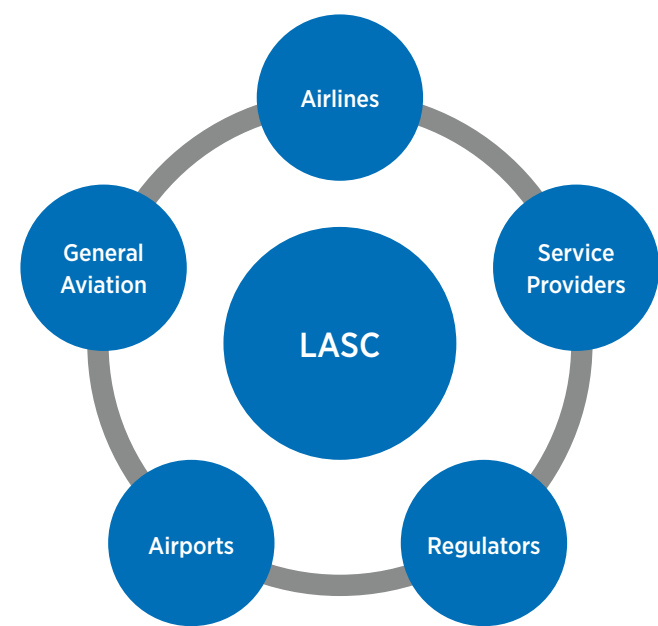 Airlines
General
Aviation
Service
Providers
LASC
Airports
Regulators